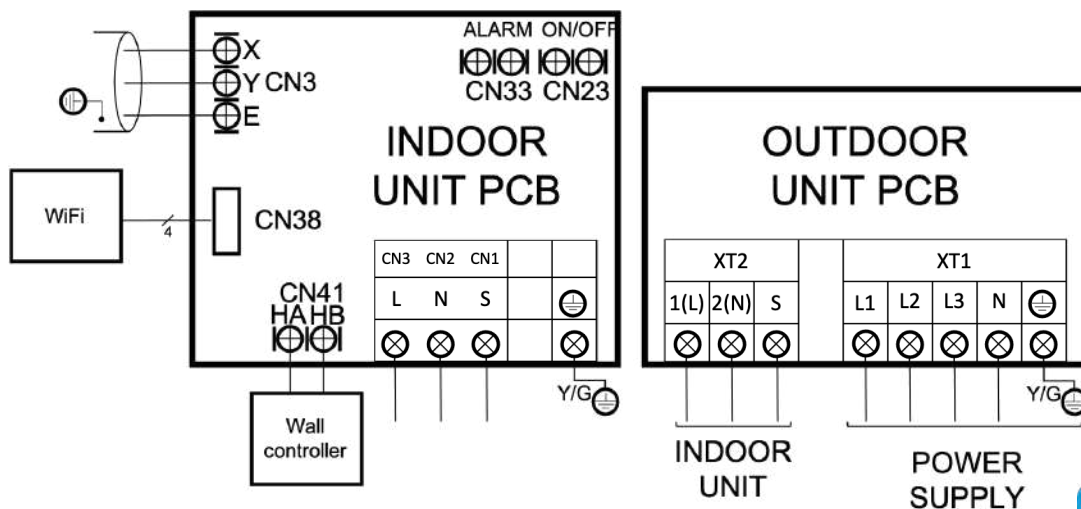 ALARM ON/OFF
X
Y CN3
E
CN33 CN23
INDOOR
UNIT PCB
WiFi
4
CN38
CN41
HA HB
CN3 CN2 CN1
L N S
Y/G
Wall
controller
OUTDOOR
UNIT PCB
XT2 XT1
1(L) 2(N) S L1 L2 L3 N
Y/G
INDOOR
UNIT
POWER
SUPPLY